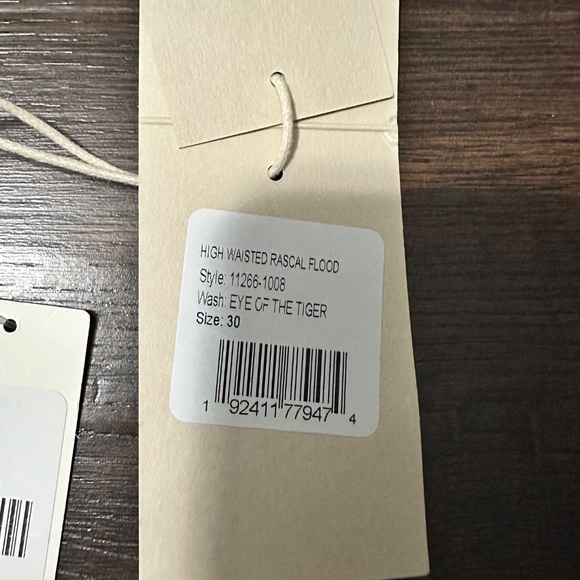 HIGH WAISTED RASCAL FLOOD
Style: 11266-1008
Wash: EYE OF THE TIGER
Size: 30
1 92411 77947 4